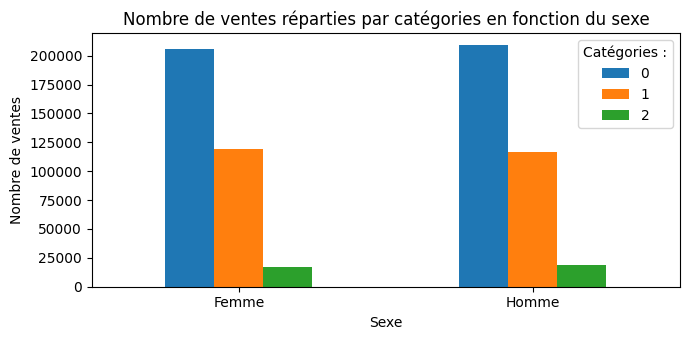 Nombre de ventes réparties par catégories en fonction du sexe
Nombre de ventes
200000
175000
150000
125000
100000
75000
50000
25000
0
Catégories :
0
1
2
Femme
Homme
Sexe